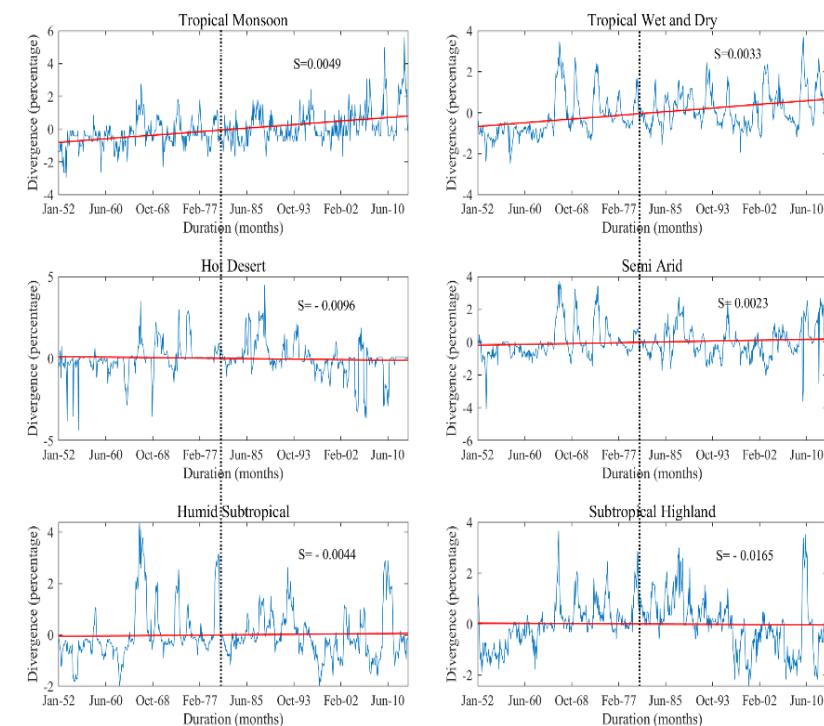 Tropical Monsoon
6
4
2
0
-2
-4
Divergence (percentage)
S=0.0049
Jan-52 Jun-60 Oct-68 Feb-77 Jun-85 Oct-93 Feb-02 Jun-10
Duration (months)
Tropical Wet and Dry
4
2
0
-2
-4
Divergence (percentage)
S=0.0033
Jan-52 Jun-60 Oct-68 Feb-77 Jun-85 Oct-93 Feb-02 Jun-10
Duration (months)
Hot Desert
5
0
-5
Divergence (percentage)
S= - 0.0096
Jan-52 Jun-60 Oct-68 Feb-77 Jun-85 Oct-93 Feb-02 Jun-10
Duration (months)
Semi Arid
4
2
0
-2
-4
-6
Divergence (percentage)
S= 0.0023
Jan-52 Jun-60 Oct-68 Feb-77 Jun-85 Oct-93 Feb-02 Jun-10
Duration (months)
Humid Subtropical
4
2
0
-2
Divergence (percentage)
S= - 0.0044
Jan-52 Jun-60 Oct-68 Feb-77 Jun-85 Oct-93 Feb-02 Jun-10
Duration (months)
Subtropical Highland
4
2
0
-2
Divergence (percentage)
S= - 0.0165
Jan-52 Jun-60 Oct-68 Feb-77 Jun-85 Oct-93 Feb-02 Jun-10
Duration (months)